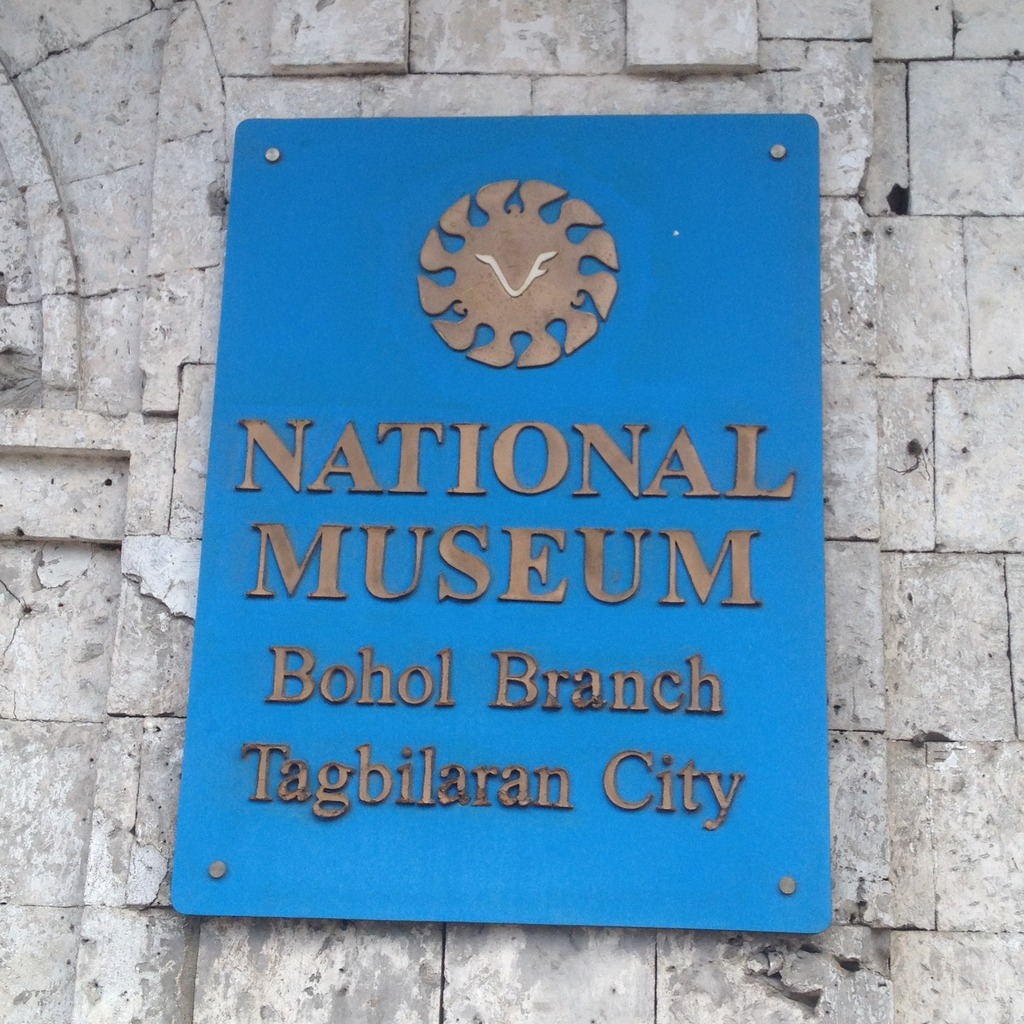 NATIONAL
MUSEUM
Bohol Branch
Tagbilaran City